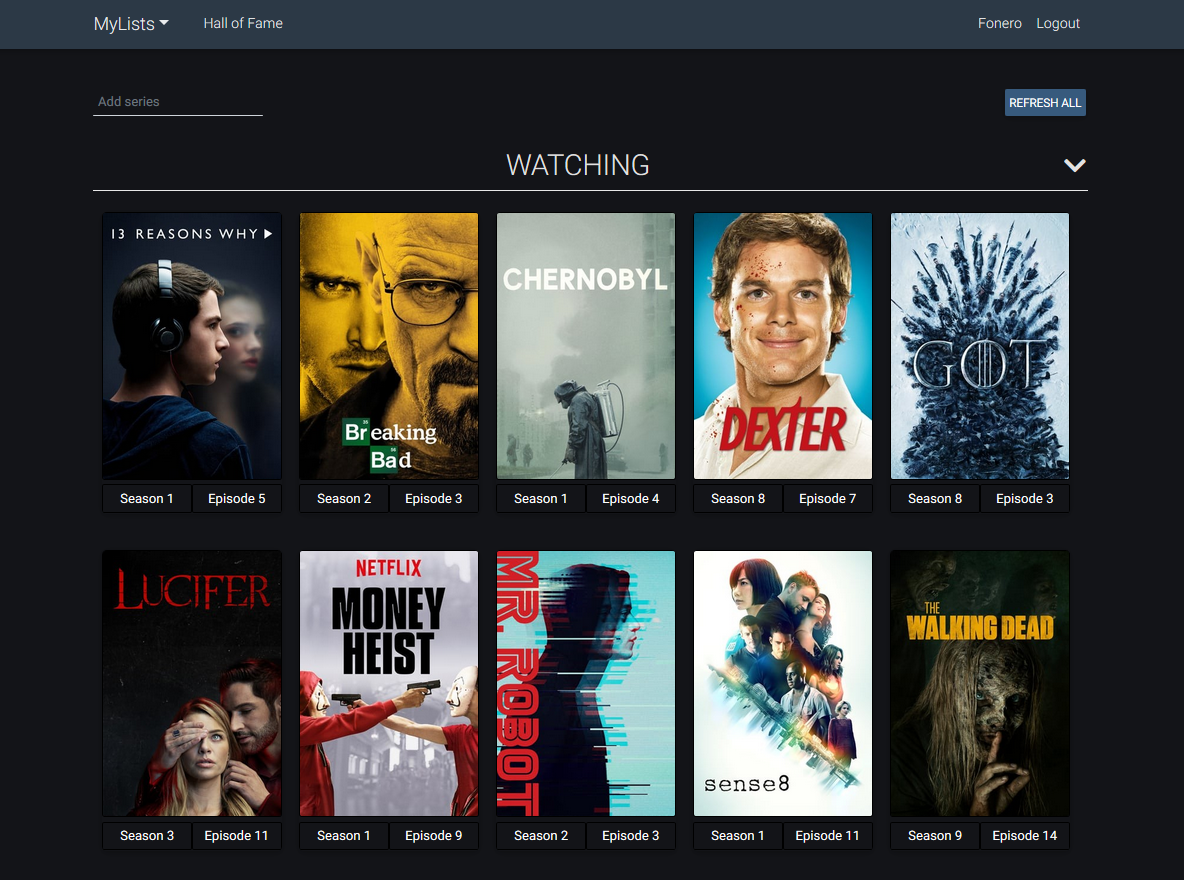 MyLists
Hall of Fame
Fonero
Logout
Add series
REFRESH ALL
WATCHING
13 REASONS WHY
Breaking
Bad
CHERNOBYL
DEXTER
GOT
Season 1
Episode 5
Season 2
Episode 3
Season 1
Episode 4
Season 8
Episode 7
Season 8
Episode 3
LUCIFER
NETFLIX
MONEY
HEIST
MR. ROBOT
sense8
THE
WALKING DEAD
Season 3
Episode 11
Season 1
Episode 9
Season 2
Episode 3
Season 1
Episode 11
Season 9
Episode 14